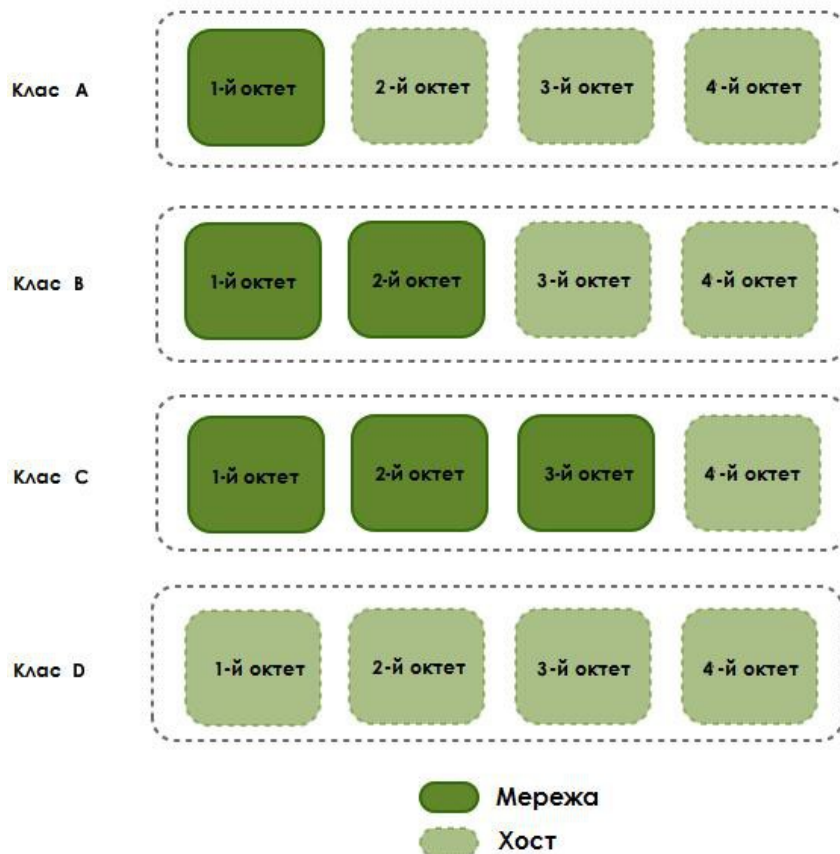 Клас A
1-й октет
2-й октет
3-й октет
4-й октет
Клас B
1-й октет
2-й октет
3-й октет
4-й октет
Клас C
1-й октет
2-й октет
3-й октет
4-й октет
Клас D
1-й октет
2-й октет
3-й октет
4-й октет
Мережа
Хост